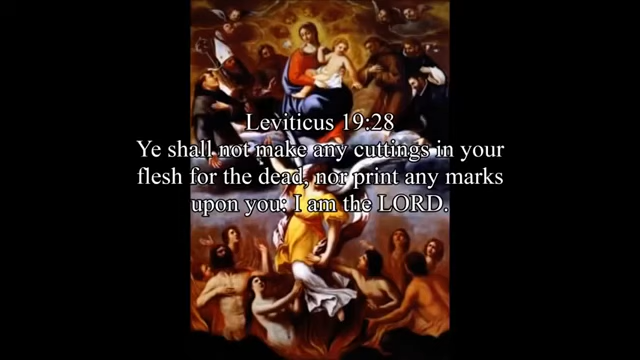 Leviticus 19:28
Ye shall not make any cuttings in your
flesh for the dead, nor print any marks
upon you: I am the LORD.